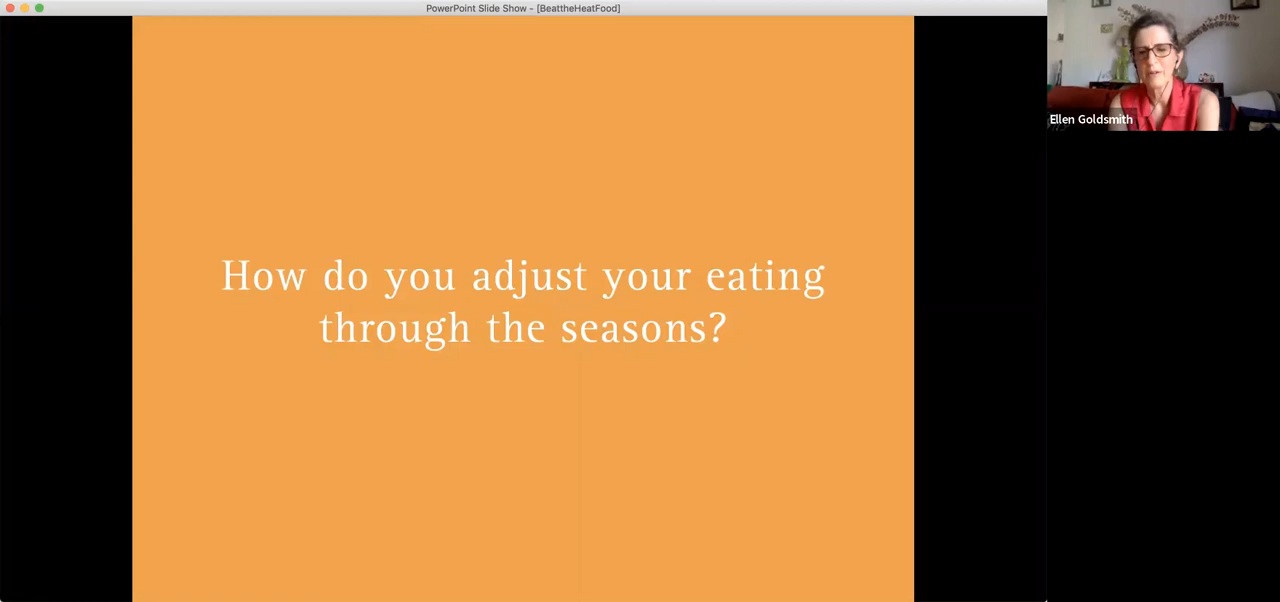 PowerPoint Slide Show - [BeattheHeatFood]
How do you adjust your eating
through the seasons?
Ellen Goldsmith